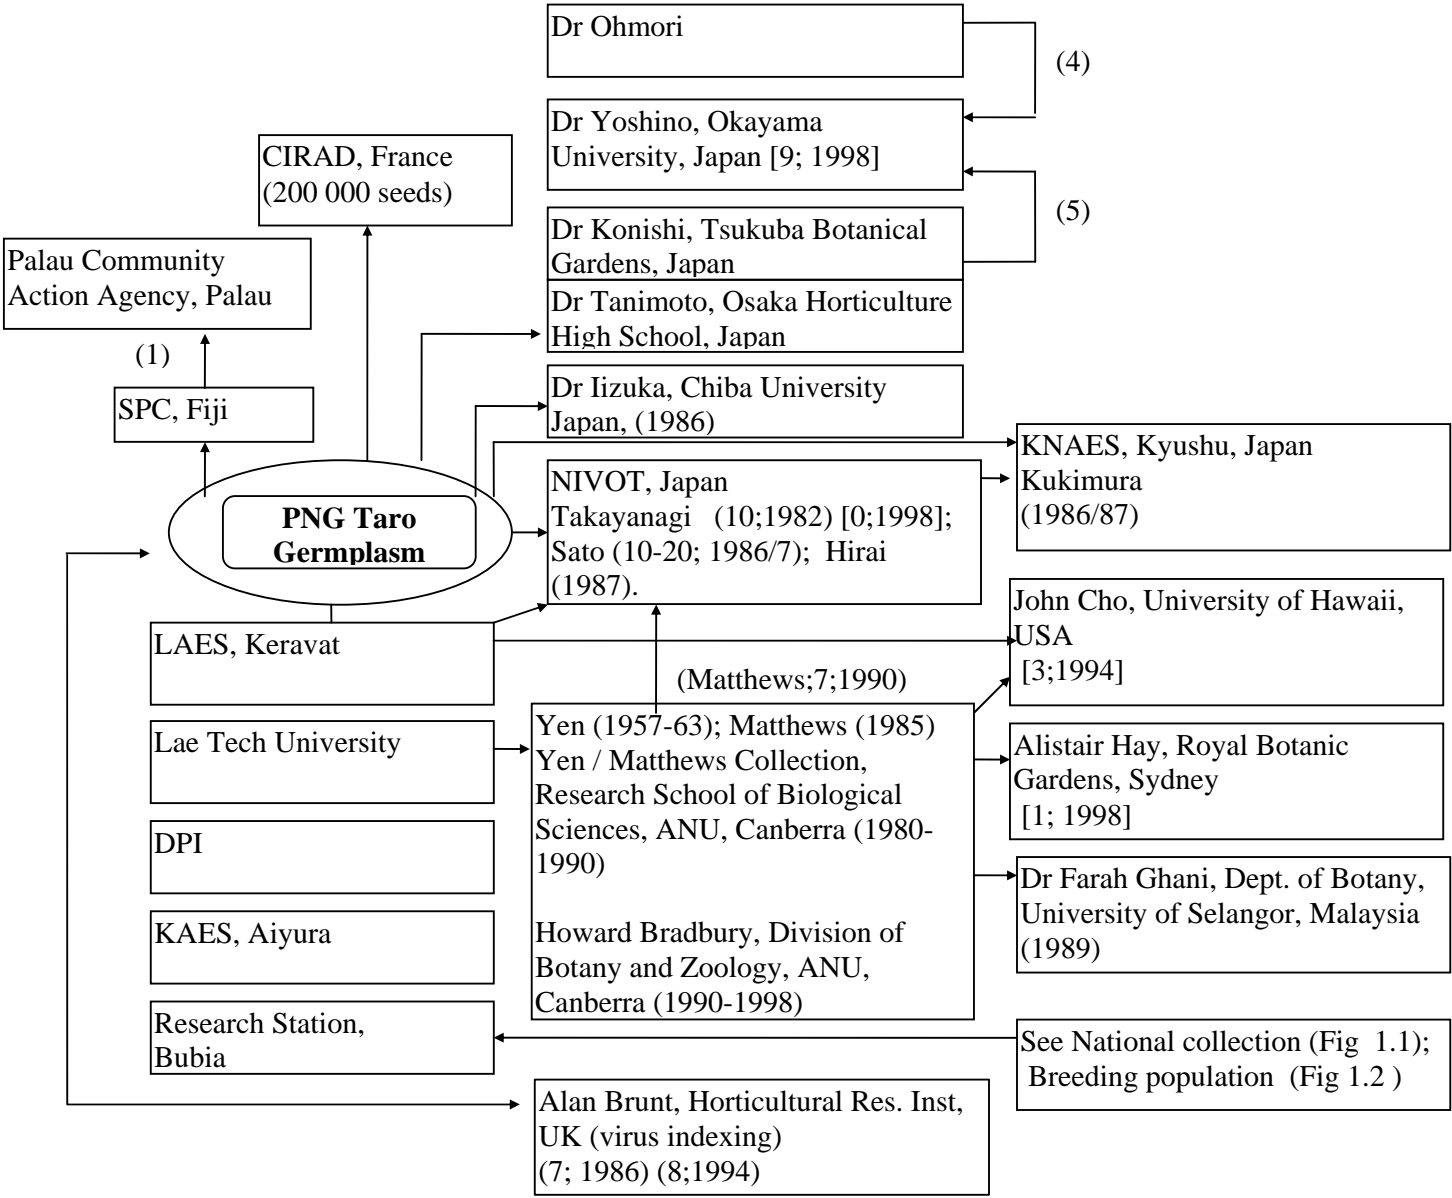 Dr Ohmori
(4)
Dr Yoshino, Okayama
University, Japan [9; 1998]
CIRAD, France
(200 000 seeds)
(5)
Dr Konishi, Tsukuba Botanical
Gardens, Japan
Palau Community
Action Agency, Palau
Dr Tanimoto, Osaka Horticulture
High School, Japan
(1)
SPC, Fiji
Dr Iizuka, Chiba University
Japan, (1986)
KNAES, Kyushu, Japan
Kukimura
(1986/87)
NIVOT, Japan
Takayanagi (10;1982) [0;1998];
Sato (10-20; 1986/7); Hirai
(1987).
PNG Taro
Germplasm
John Cho, University of Hawaii,
USA
[3;1994]
LAES, Keravat
(Matthews;7;1990)
Lae Tech University
Yen (1957-63); Matthews (1985)
Yen / Matthews Collection,
Research School of Biological
Sciences, ANU, Canberra (1980-
1990)
Howard Bradbury, Division of
Botany and Zoology, ANU,
Canberra (1990-1998)
Alistair Hay, Royal Botanic
Gardens, Sydney
[1; 1998]
DPI
Dr Farah Ghani, Dept. of Botany,
University of Selangor, Malaysia
(1989)
KAES, Aiyura
Research Station,
Bubia
See National collection (Fig 1.1);
Breeding population (Fig 1.2 )
Alan Brunt, Horticultural Res. Inst,
UK (virus indexing)
(7; 1986) (8;1994)